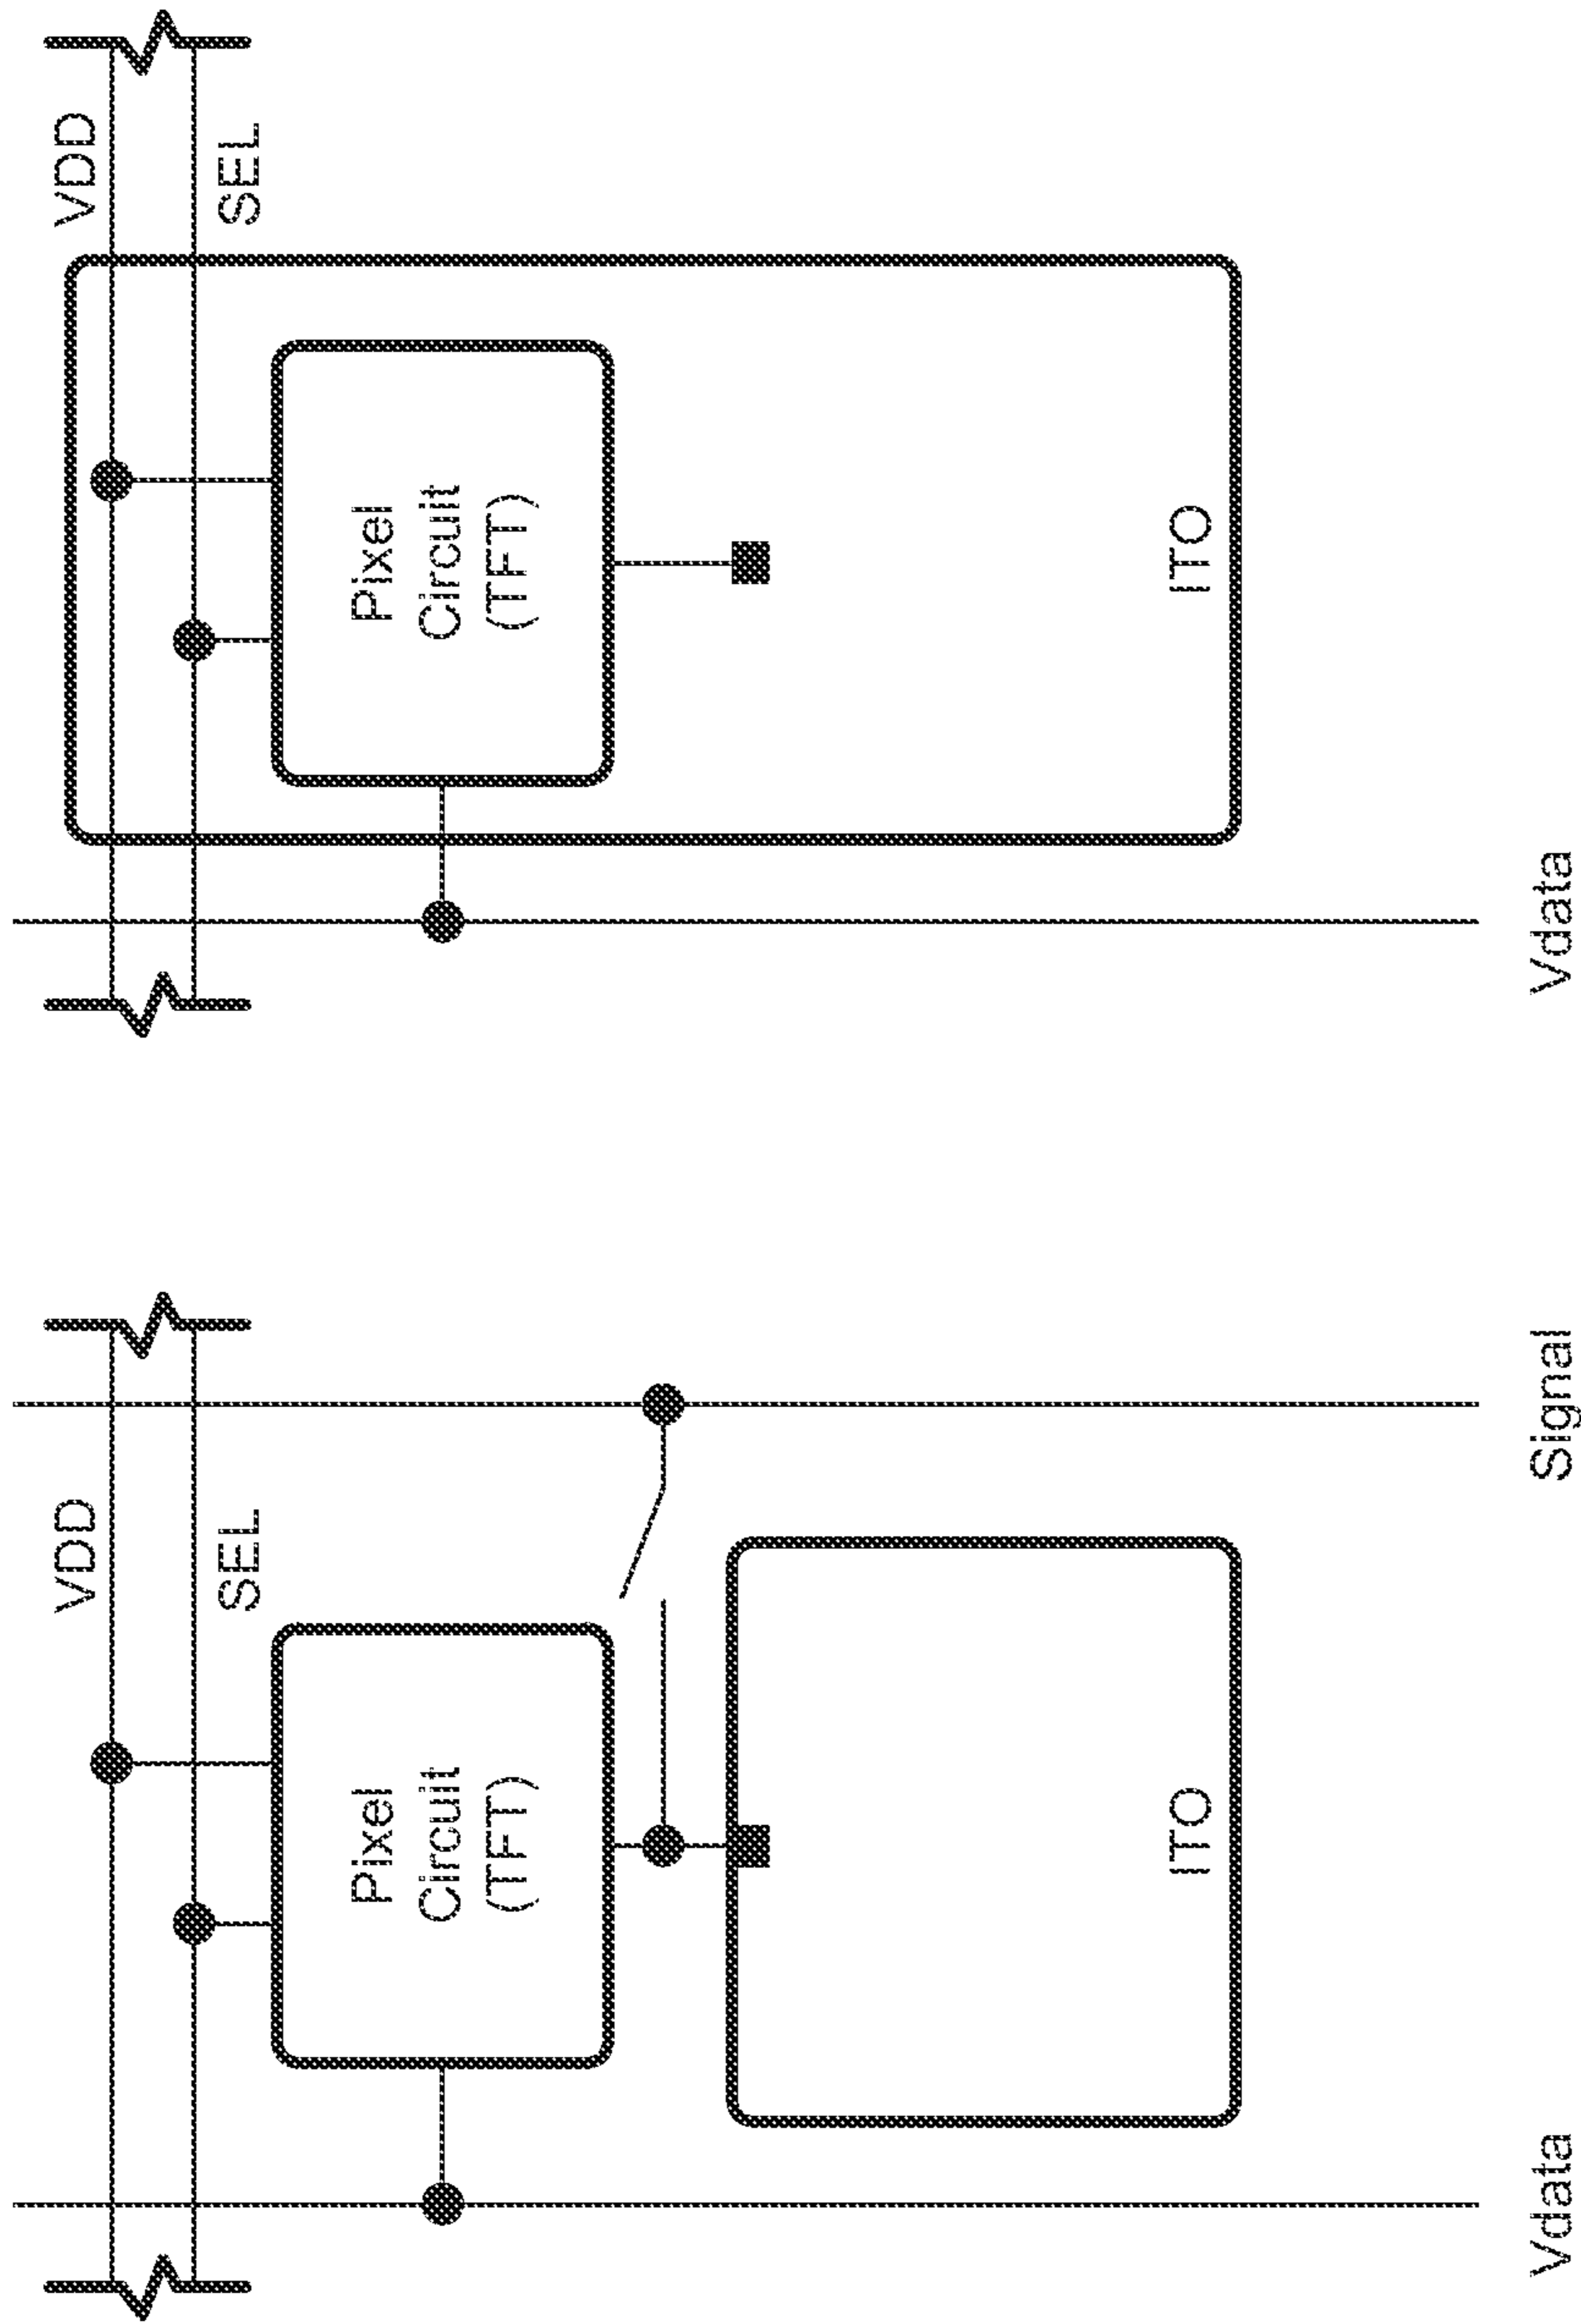 VDD
SEL
Pixel
Circuit
(TFT)
ITO
Vdata
Signal
VDD
SEL
Pixel
Circuit
(TFT)
ITO
Vdata